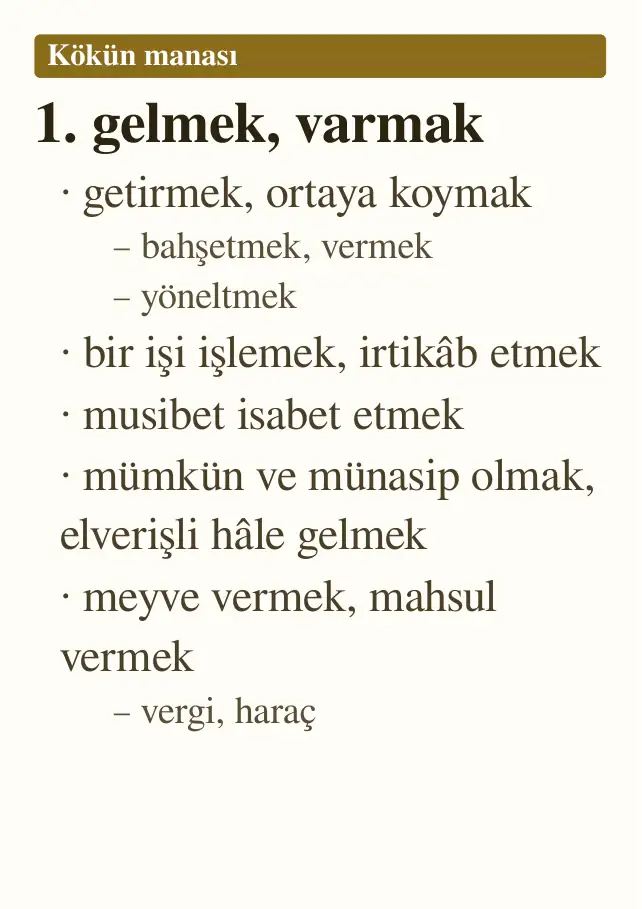 Kökün manası
1. gelmek, varmak
· getirmek, ortaya koymak
– bahşetmek, vermek
– yöneltmek
· bir işi işlemek, irtikâb etmek
· musibet isabet etmek
· mümkün ve münasip olmak,
elverişli hâle gelmek
· meyve vermek, mahsul
vermek
– vergi, haraç